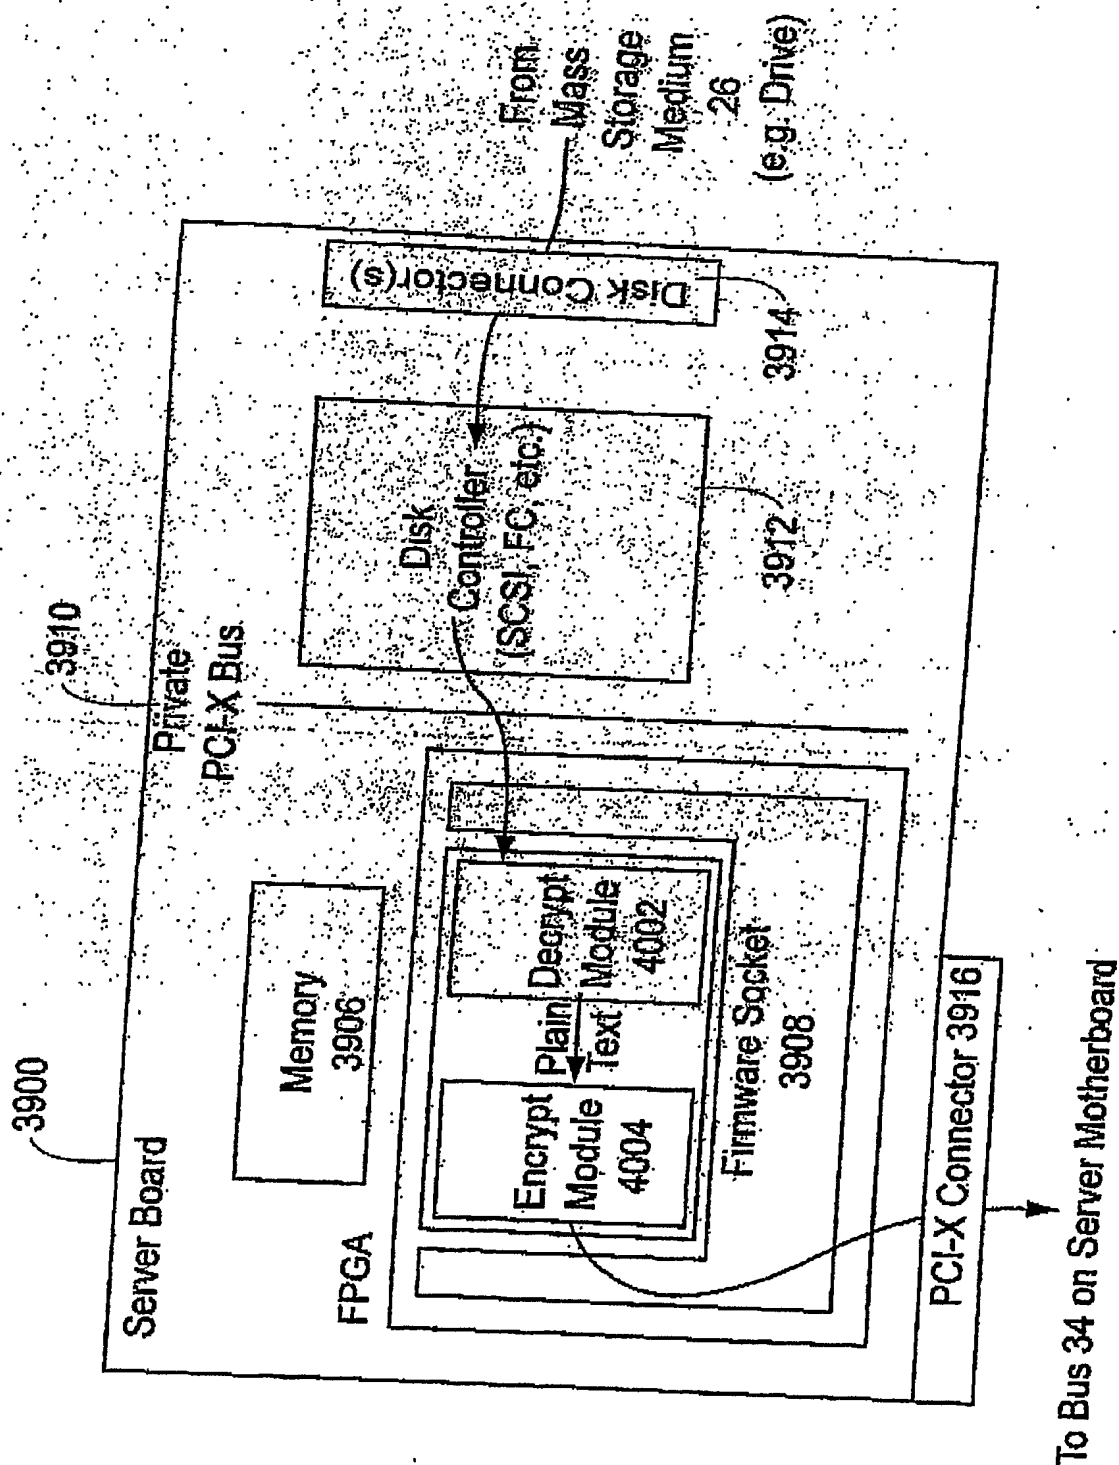 3900
Server Board
3910
Private
PCI-X Bus
Memory
3906
FPGA
Encrypt
Module
4004
Plain
Text
Decrypt
Module
4002
Firmware Socket
3908
Disk
Controller
(SCSI, FC, etc.)
3912
Disk Connector(s)
3914
From
Mass
Storage
Medium
26
(e.g. Drive)
PCI-X Connector 3916
To Bus 34 on Server Motherboard